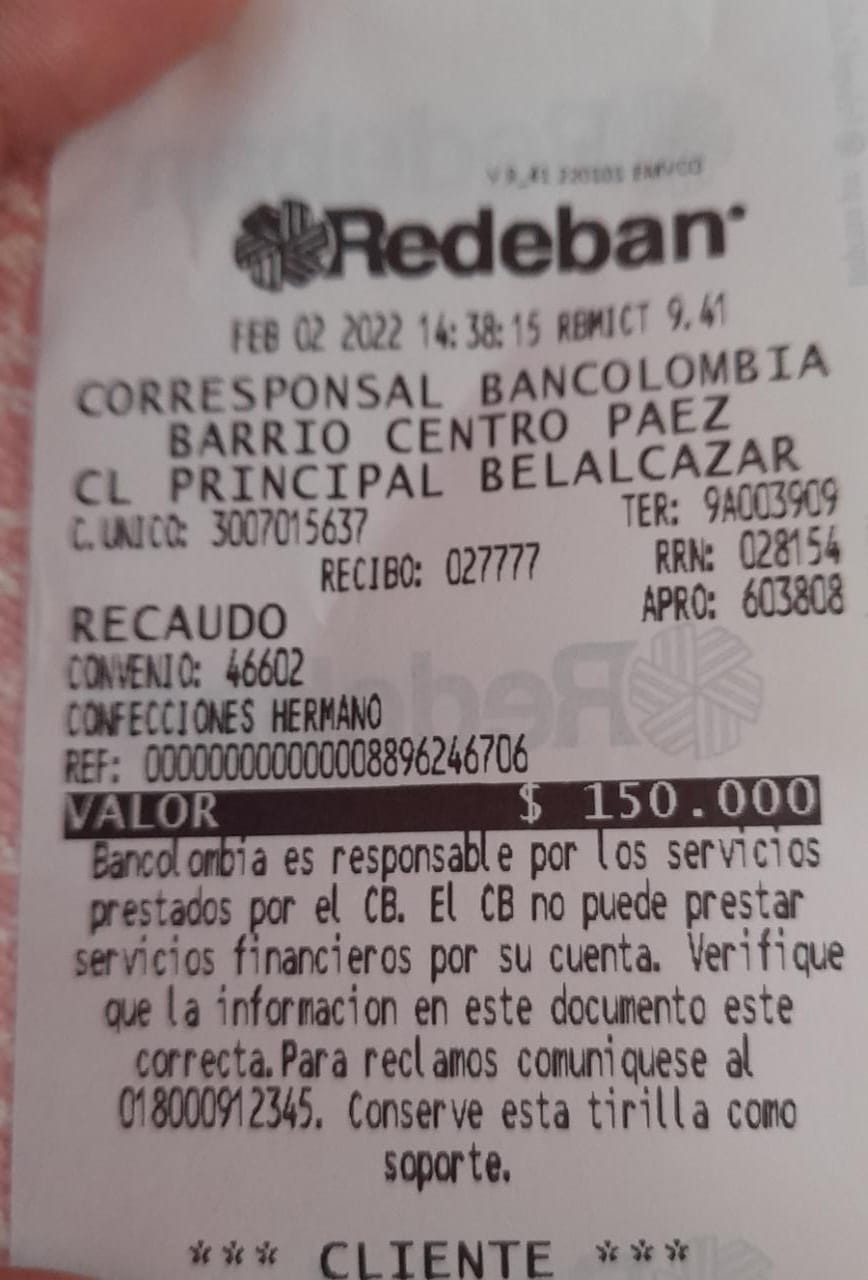 Redeban
FEB 02 2022 14:38:15 RBMICT 9.41
CORRESPONSAL BANCOLOMBIA
BARRIO CENTRO PAEZ
CL PRINCIPAL BELALCAZAR
C. UNICO: 3007015637 TER: 9A003909
RECIBO: 027777 RRN: 028154
RECAUDO APRO: 603808
CONVENIO: 46602
CONFECCIONES HERMANO
REF: 000000000000008896246706
VALOR $ 150.000
Bancolombia es responsable por los servicios
prestados por el CB. El CB no puede prestar
servicios financieros por su cuenta. Verifique
que la informacion en este documento este
correcta. Para reclamos comuniquese al
018000912345. Conserve esta tirilla como
soporte.
*** CLIENTE ***